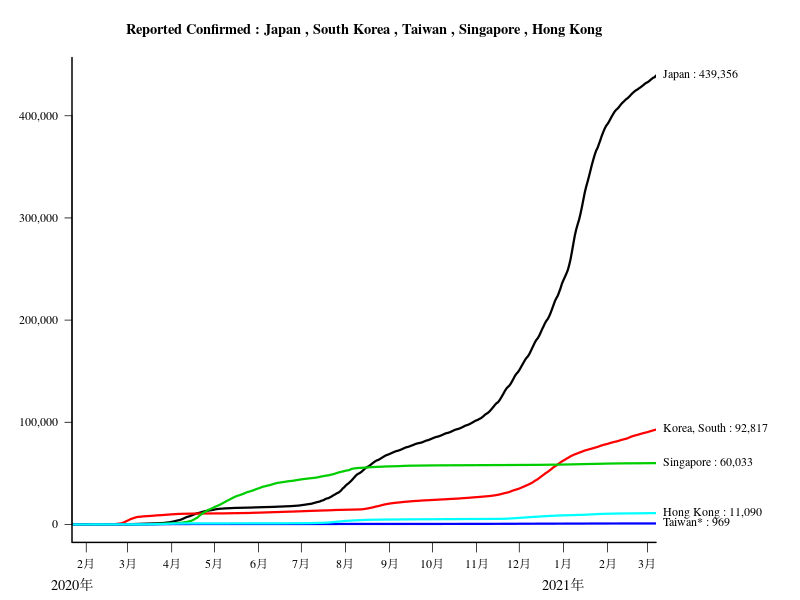 Reported Confirmed : Japan , South Korea , Taiwan , Singapore , Hong Kong
Japan : 439,356
400,000
300,000
200,000
100,000
Korea, South : 92,817
Singapore : 60,033
Hong Kong : 11,090
Taiwan* : 969
0
2月 3月 4月 5月 6月 7月 8月 9月 10月 11月 12月 1月 2月 3月
2020年 2021年